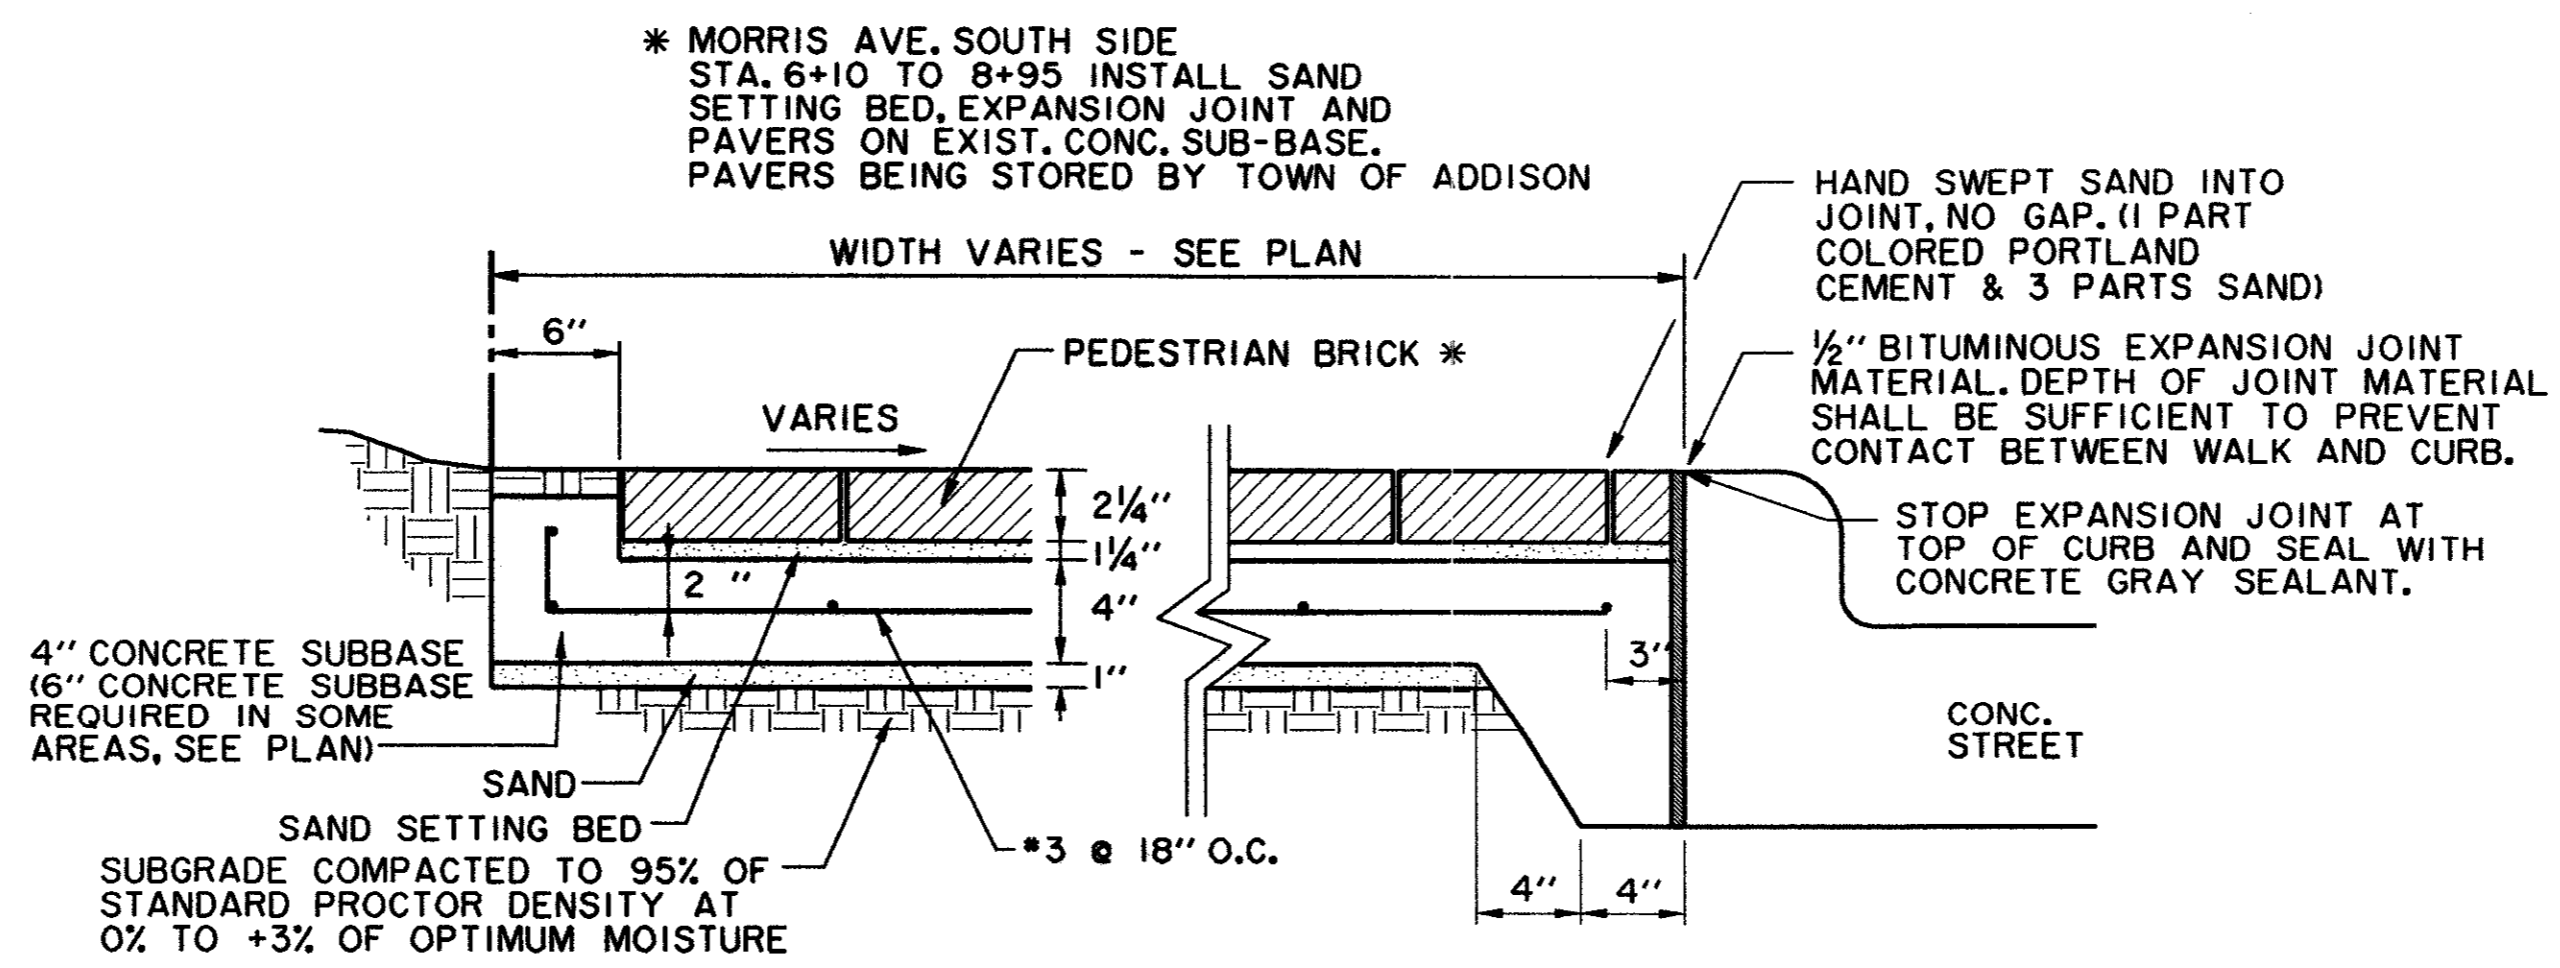 * MORRIS AVE. SOUTH SIDE
STA. 6+10 TO 8+95 INSTALL SAND
SETTING BED, EXPANSION JOINT AND
PAVERS ON EXIST. CONC. SUB-BASE.
PAVERS BEING STORED BY TOWN OF ADDISON
HAND SWEPT SAND INTO
JOINT, NO GAP. (1 PART
COLORED PORTLAND
CEMENT & 3 PARTS SAND)
WIDTH VARIES - SEE PLAN
6"
PEDESTRIAN BRICK *
½" BITUMINOUS EXPANSION JOINT
MATERIAL. DEPTH OF JOINT MATERIAL
SHALL BE SUFFICIENT TO PREVENT
CONTACT BETWEEN WALK AND CURB.
VARIES
2¼"
1¼"
2 "
4"
1"
STOP EXPANSION JOINT AT
TOP OF CURB AND SEAL WITH
CONCRETE GRAY SEALANT.
3"
4" CONCRETE SUBBASE
(6" CONCRETE SUBBASE
REQUIRED IN SOME
AREAS, SEE PLAN)
CONC.
STREET
SAND
SAND SETTING BED
#3 @ 18" O.C.
SUBGRADE COMPACTED TO 95% OF
STANDARD PROCTOR DENSITY AT
0% TO +3% OF OPTIMUM MOISTURE
4"
4"